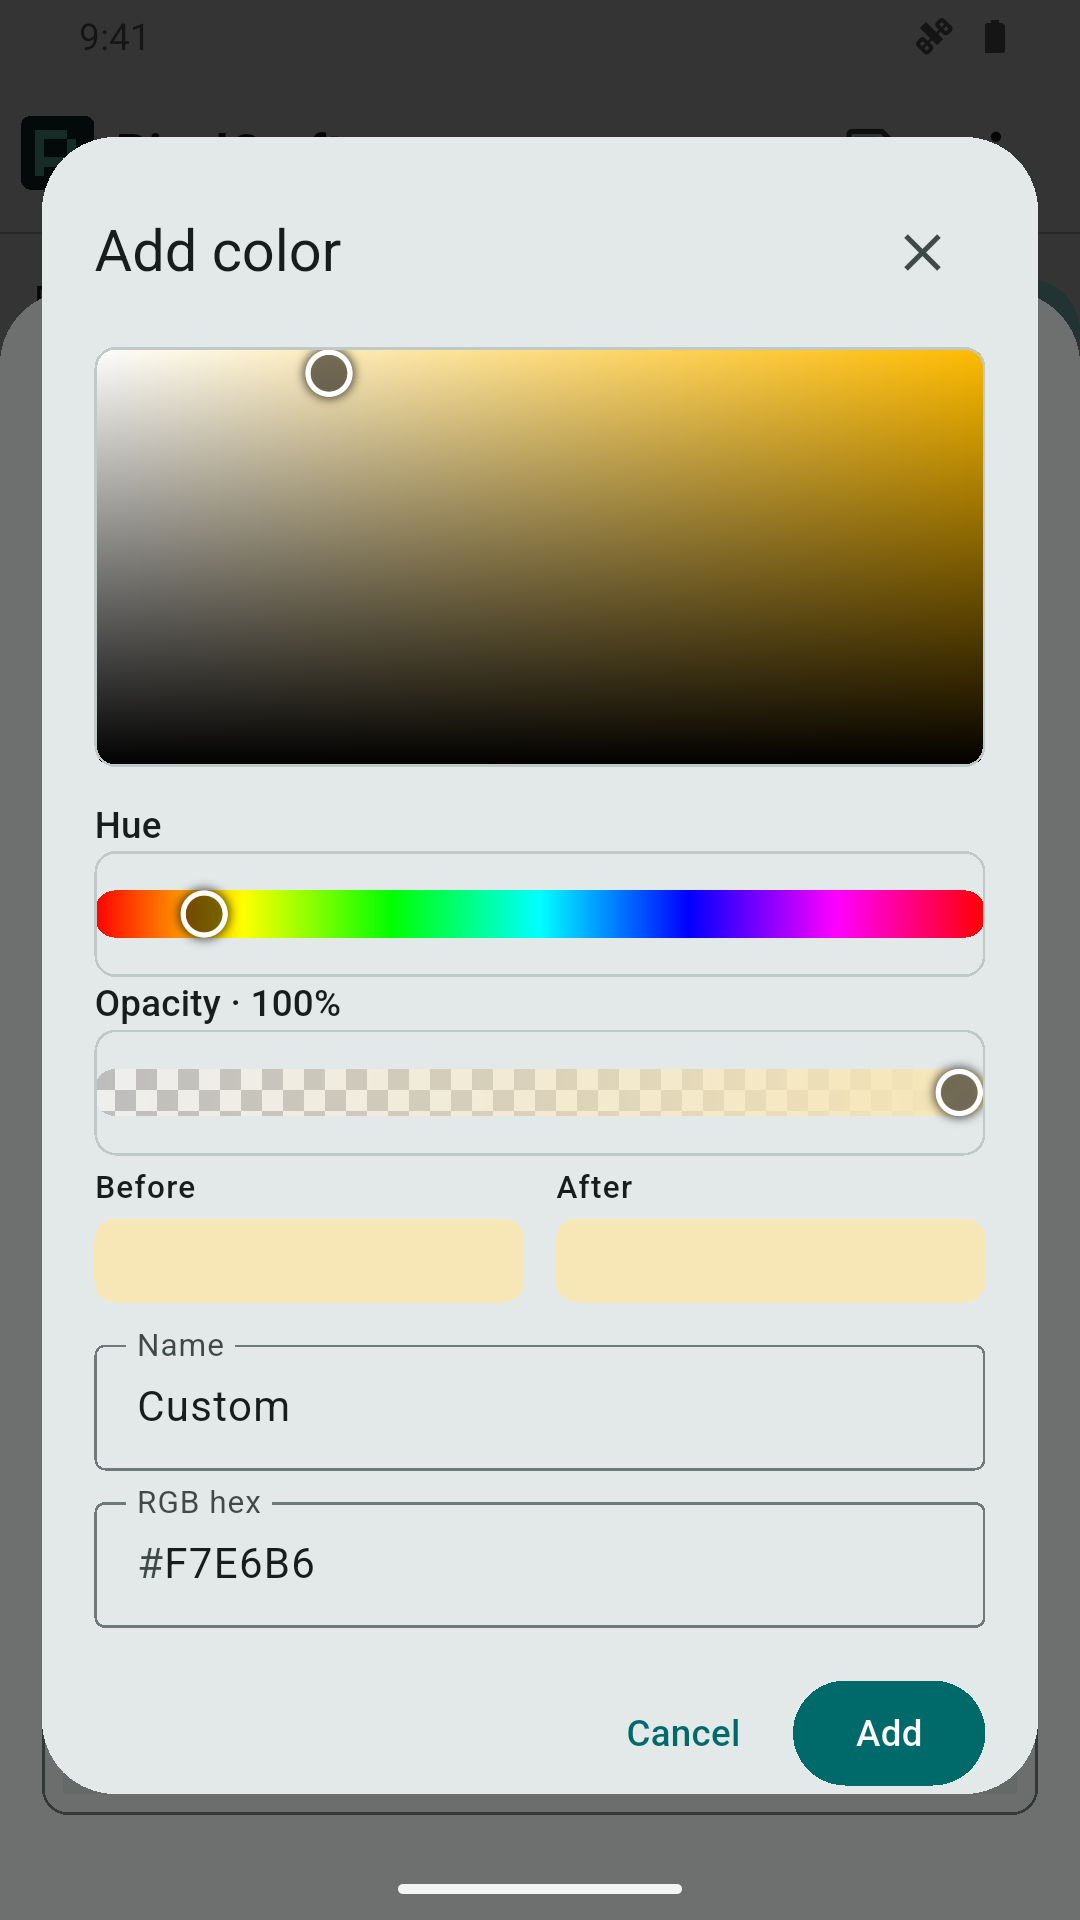 9:41
Add color
Hue
Opacity · 100%
Before
After
Name
Custom
RGB hex
#F7E6B6
Cancel
Add